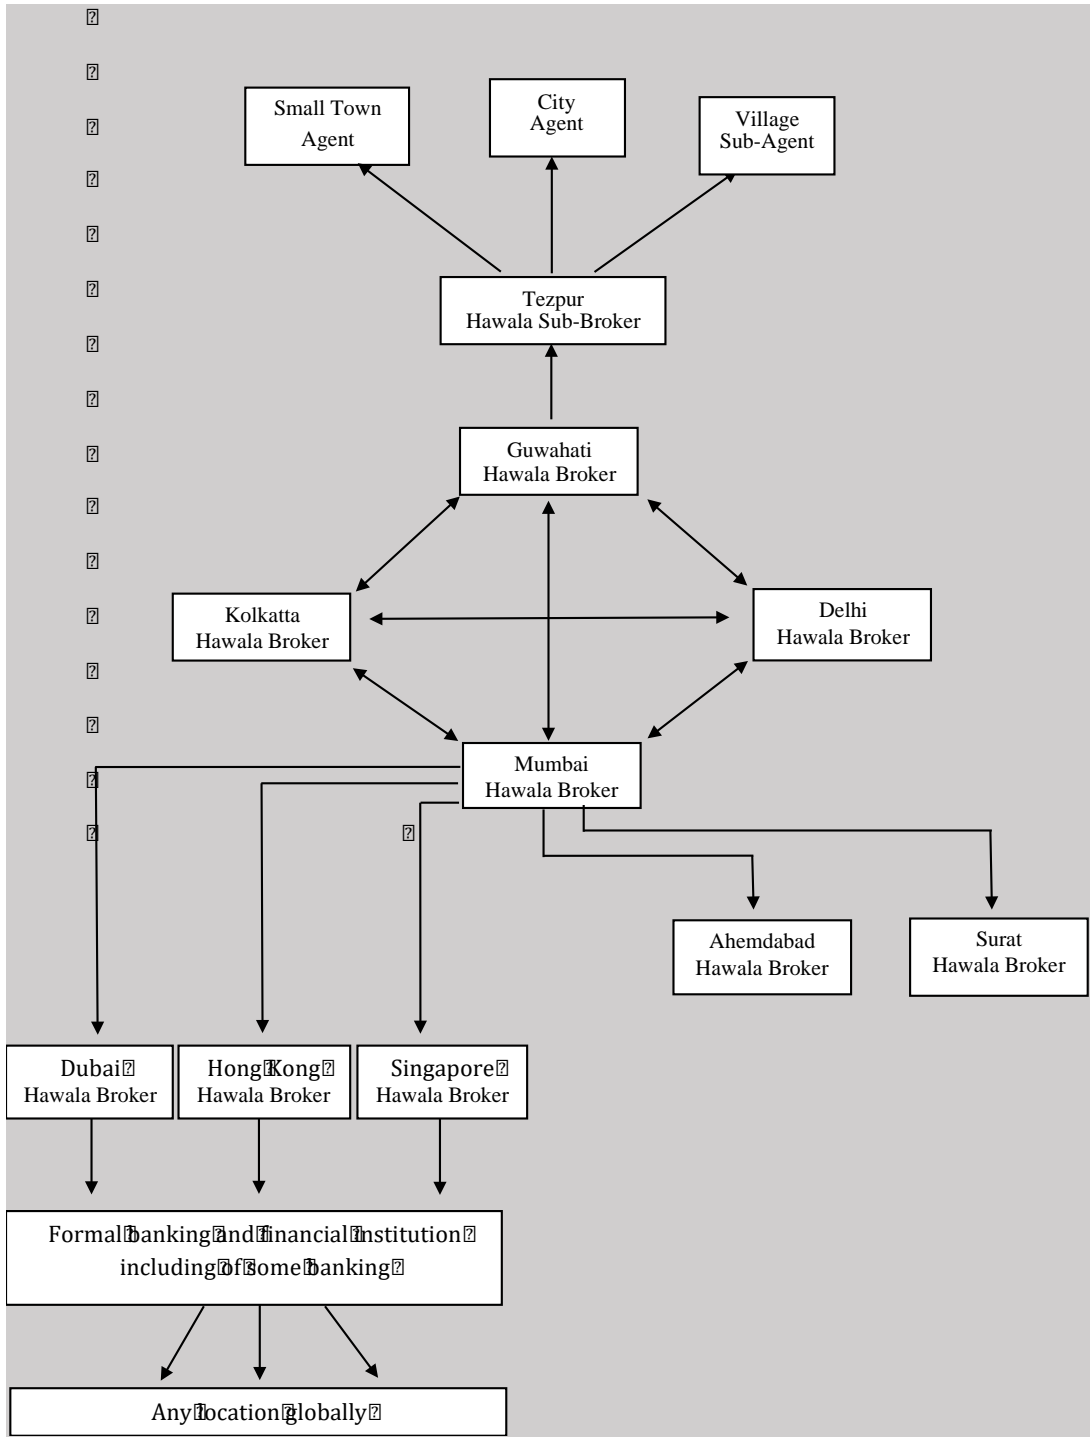 Small Town
Agent
City
Agent
Village
Sub-Agent
Tezpur
Hawala Sub-Broker
Guwahati
Hawala Broker
Kolkatta
Hawala Broker
Delhi
Hawala Broker
Mumbai
Hawala Broker
Ahemdabad
Hawala Broker
Surat
Hawala Broker
Dubai
Hawala Broker
Hong Kong
Hawala Broker
Singapore
Hawala Broker
Formal banking and financial institution
including of some banking
Any location globally